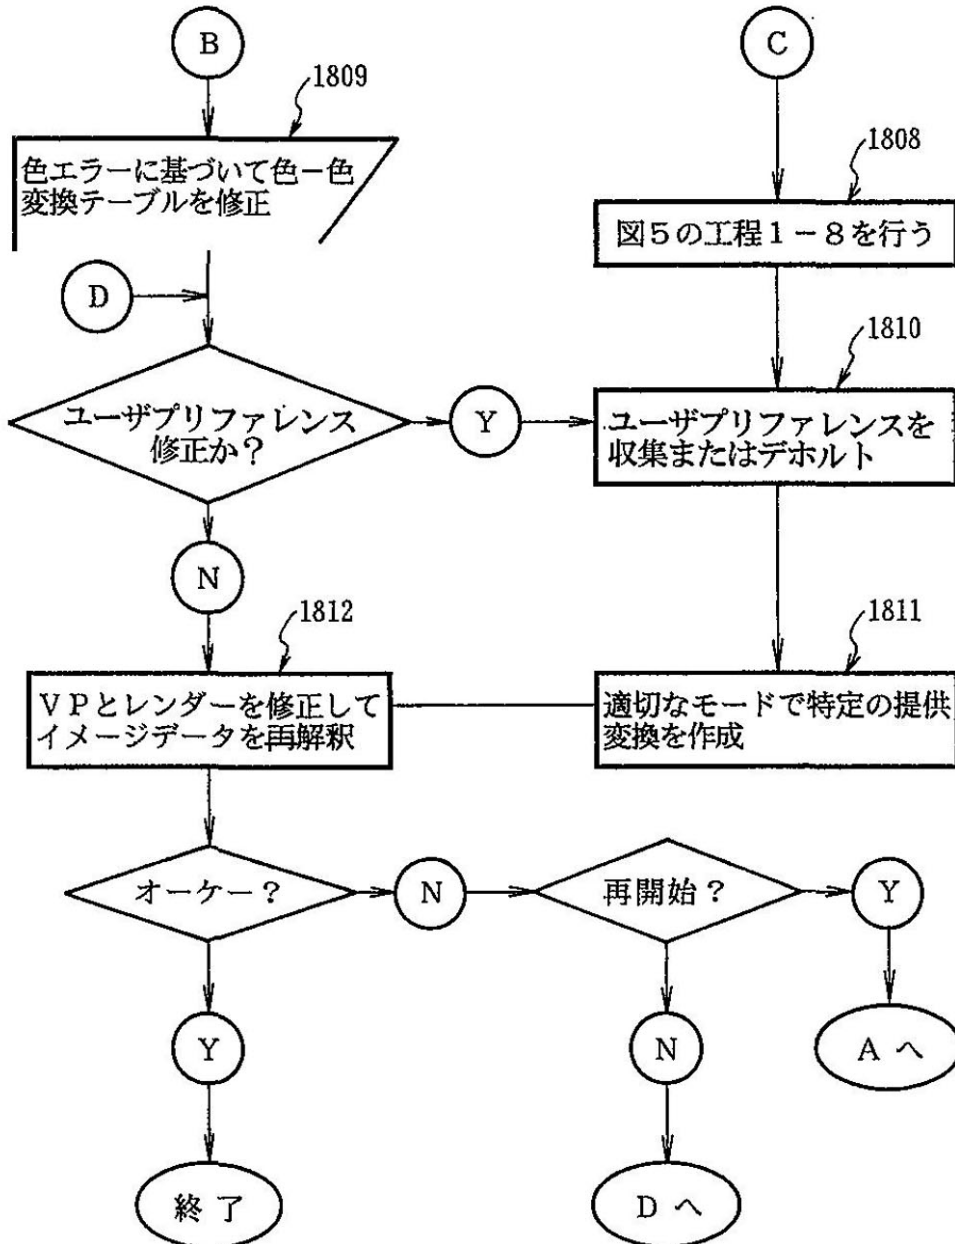 B
C
1809
色エラーに基づいて色－色
変換テーブルを修正
1808
図５の工程１－８を行う
D
1810
ユーザプリファレンス
修正か？
Y
ユーザプリファレンスを
収集またはデホルト
N
1812
ＶＰとレンダーを修正して
イメージデータを再解釈
1811
適切なモードで特定の提供
変換を作成
オーケー？
N
再開始？
Y
Y
N
A へ
終 了
D へ